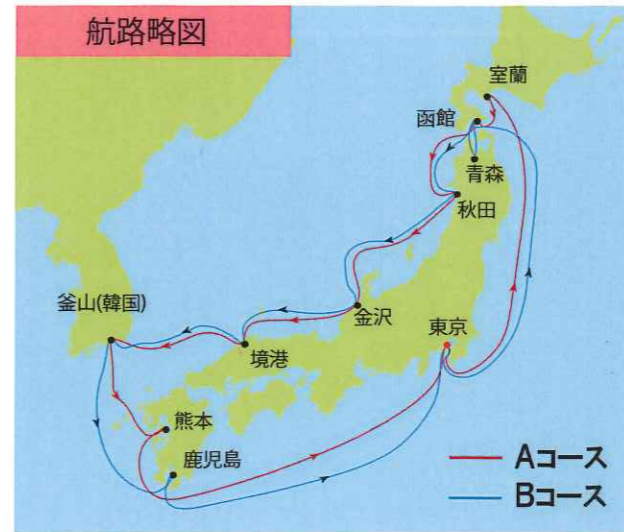 航路略図
室蘭
函館
青森
秋田
釜山(韓国)
金沢
東京
境港
熊本
鹿児島
Aコース
Bコース